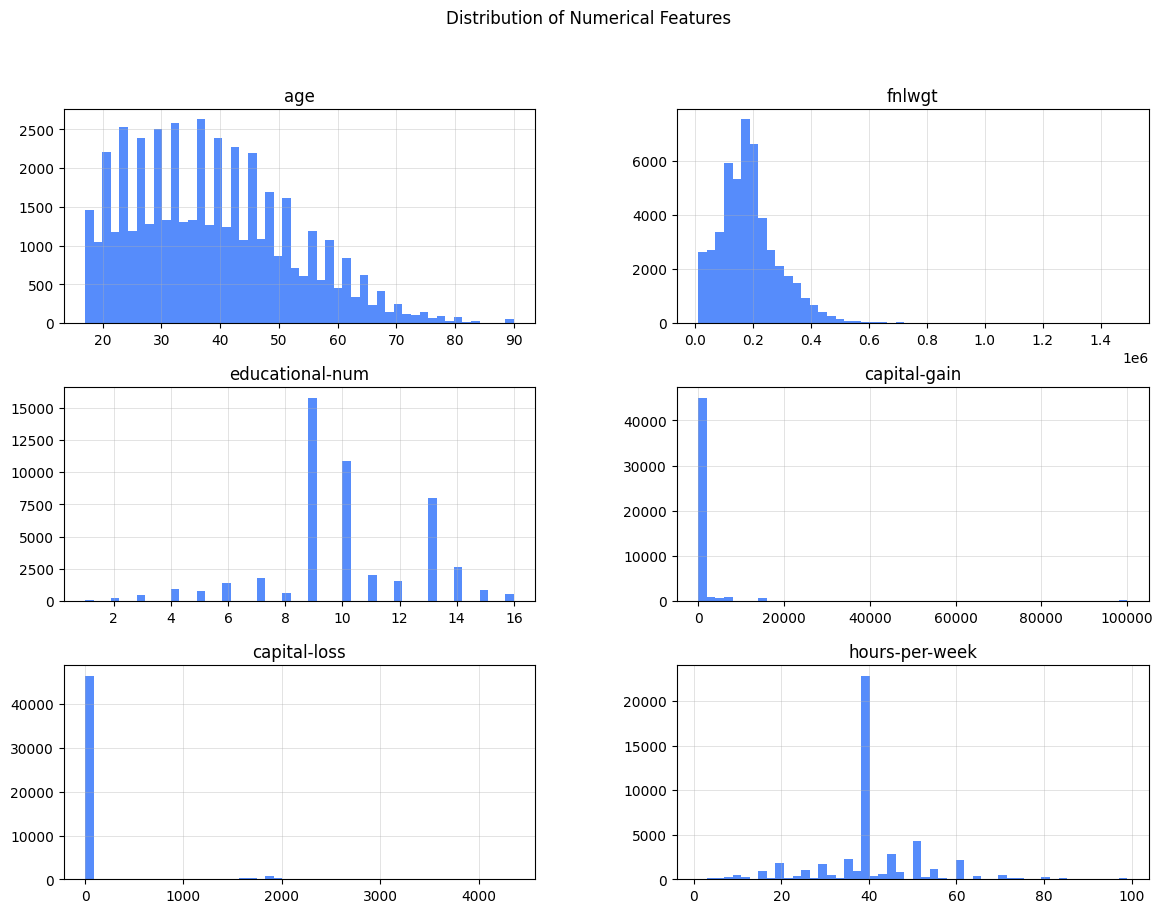 Distribution of Numerical Features
age
2500
2000
1500
1000
500
0
20 30 40 50 60 70 80 90
fnlwgt
6000
4000
2000
0
0.0 0.2 0.4 0.6 0.8 1.0 1.2 1.4
1e6
educational-num
15000
12500
10000
7500
5000
2500
0
2 4 6 8 10 12 14 16
capital-gain
40000
30000
20000
10000
0
0 20000 40000 60000 80000 100000
capital-loss
40000
30000
20000
10000
0
0 1000 2000 3000 4000
hours-per-week
20000
15000
10000
5000
0
0 20 40 60 80 100